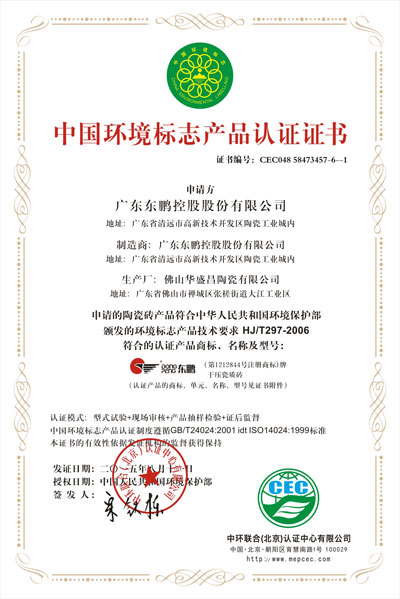 中国环境标志
CHINA ENVIRONMENTAL LABELLING
中国环境标志产品认证证书
证书编号：CEC048 58473457-6--1
申请方
广东东鹏控股股份有限公司
地址：广东省清远市高新技术开发区陶瓷工业城内
制造商：广东东鹏控股股份有限公司
地址：广东省清远市高新技术开发区陶瓷工业城内
生产厂：佛山华盛昌陶瓷有限公司
地址：广东省佛山市禅城区张槎街道大江工业区
申请的陶瓷砖产品符合中华人民共和国环境保护部
颁发的环境标志产品技术要求 HJ/T297-2006
符合的认证产品商标、名称及型号：
东鹏
（第1212844号注册商标）牌
干压瓷质砖
（认证产品的商标、单元、名称、型号见证书附件）
认证模式：型式试验+现场审核+产品抽样检验+证后监督
中国环境标志产品认证制度遵循GB/T24024:2001 idt ISO14024:1999标准
本证书的有效性依据发证机构的监督获得保持
发证日期：二〇一五年八月十一日
授权部门：中国人民共和国环境保护部
签发人：
CEC
中环联合(北京)认证中心有限公司
中国·北京·朝阳区育慧南路1号 100029
http://www.mepcec.com